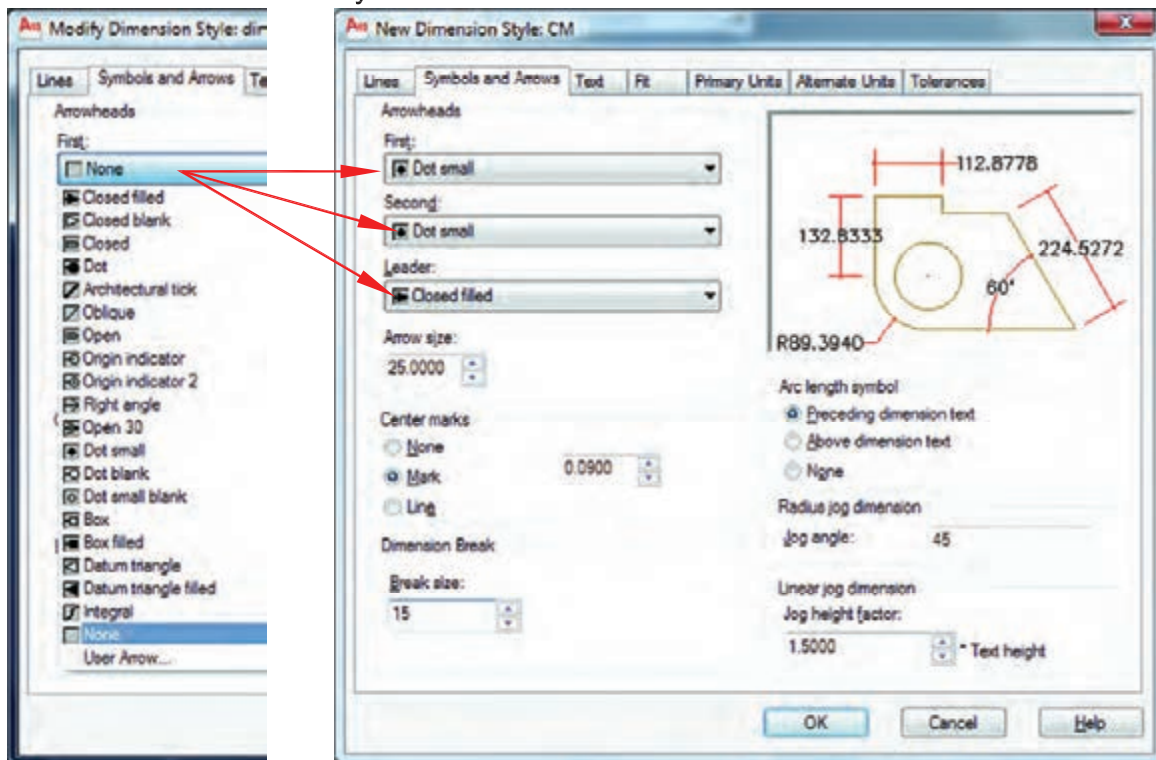 Modify Dimension Style: dim
Lines Symbols and Arrows Te
Arrowheads
First:
None
Closed filled
Closed blank
Closed
Dot
Architectural tick
Oblique
Open
Origin indicator
Origin indicator 2
Right angle
Open 30
Dot small
Dot blank
Dot small blank
Box
Box filled
Datum triangle
Datum triangle filled
Integral
None
User Arrow...
New Dimension Style: CM
Lines Symbols and Arrows Text Fit Primary Units Alternate Units Tolerances
Arrowheads
First:
Dot small
Second:
Dot small
Leader:
Closed filled
Arrow size:
25.0000
Center marks
None
Mark
0.0900
Line
Dimension Break
Break size:
15
112.8778
132.8333
224.5272
60°
R89.3940
Arc length symbol
Preceding dimension text
Above dimension text
None
Radius jog dimension
Jog angle: 45
Linear jog dimension
Jog height factor:
1.5000 * Text height
OK Cancel Help